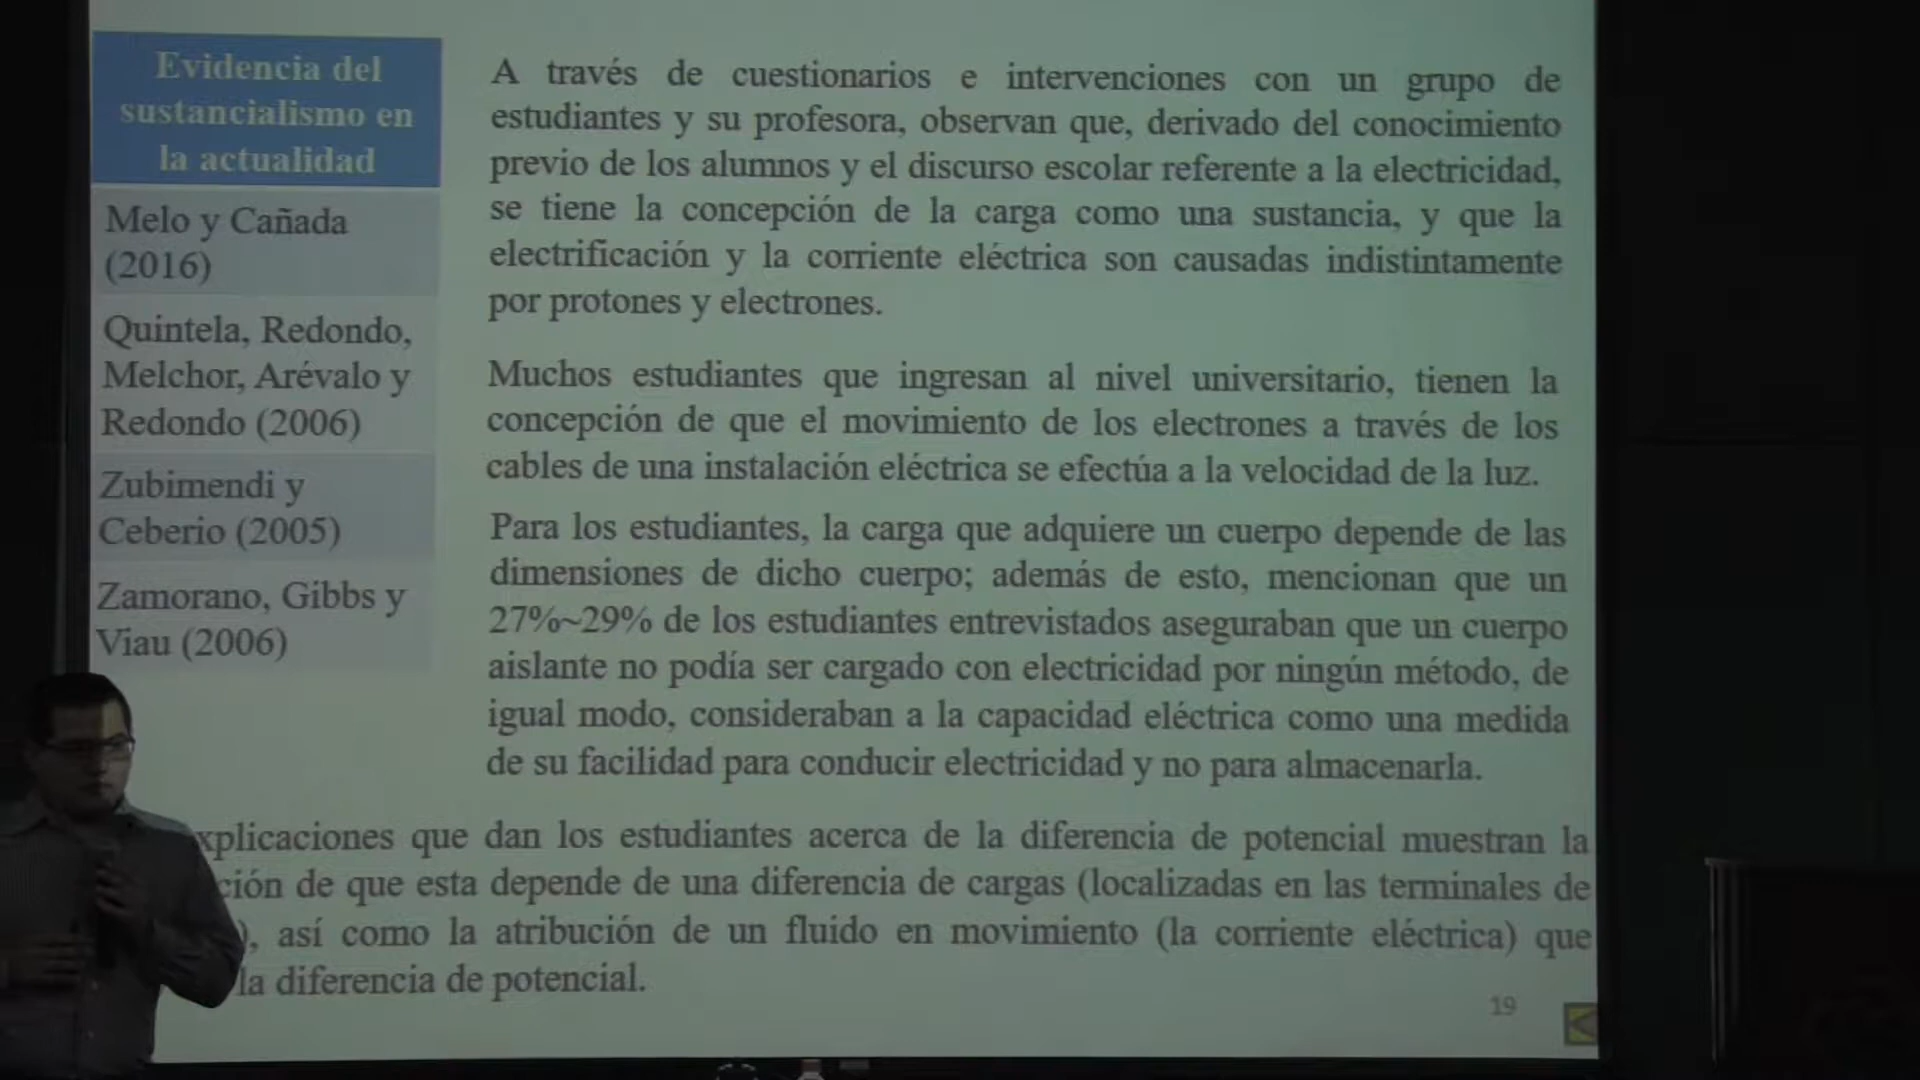 Evidencia del
sustancialismo en
la actualidad
Melo y Cañada
(2016)
Quintela, Redondo,
Melchor, Arévalo y
Redondo (2006)
Zubimendi y
Ceberio (2005)
Zamorano, Gibbs y
Viau (2006)
A través de cuestionarios e intervenciones con un grupo de
estudiantes y su profesora, observan que, derivado del conocimiento
previo de los alumnos y el discurso escolar referente a la electricidad,
se tiene la concepción de la carga como una sustancia, y que la
electrificación y la corriente eléctrica son causadas indistintamente
por protones y electrones.
Muchos estudiantes que ingresan al nivel universitario, tienen la
concepción de que el movimiento de los electrones a través de los
cables de una instalación eléctrica se efectúa a la velocidad de la luz.
Para los estudiantes, la carga que adquiere un cuerpo depende de las
dimensiones de dicho cuerpo; además de esto, mencionan que un
27%~29% de los estudiantes entrevistados aseguraban que un cuerpo
aislante no podía ser cargado con electricidad por ningún método, de
igual modo, consideraban a la capacidad eléctrica como una medida
de su facilidad para conducir electricidad y no para almacenarla.
xplicaciones que dan los estudiantes acerca de la diferencia de potencial muestran la
ción de que esta depende de una diferencia de cargas (localizadas en las terminales de
), así como la atribución de un fluido en movimiento (la corriente eléctrica) que
la diferencia de potencial.
19